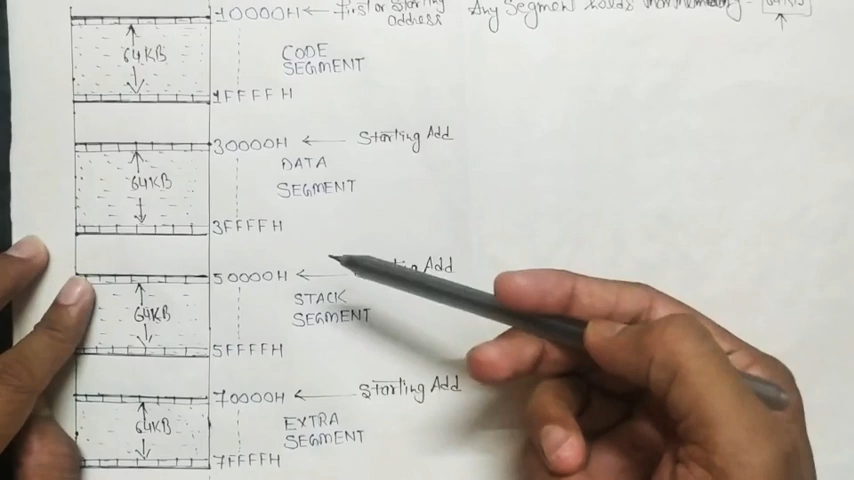 10000H ← First or Starting
Address
Any Segment holds
64KB
CODE
SEGMENT
1FFFFH
30000H ← Starting Add
64KB
DATA
SEGMENT
3FFFFH
50000H ← Add
64KB
STACK
SEGMENT
5FFFFH
70000H ← Starting Add
64KB
EXTRA
SEGMENT
7FFFFH